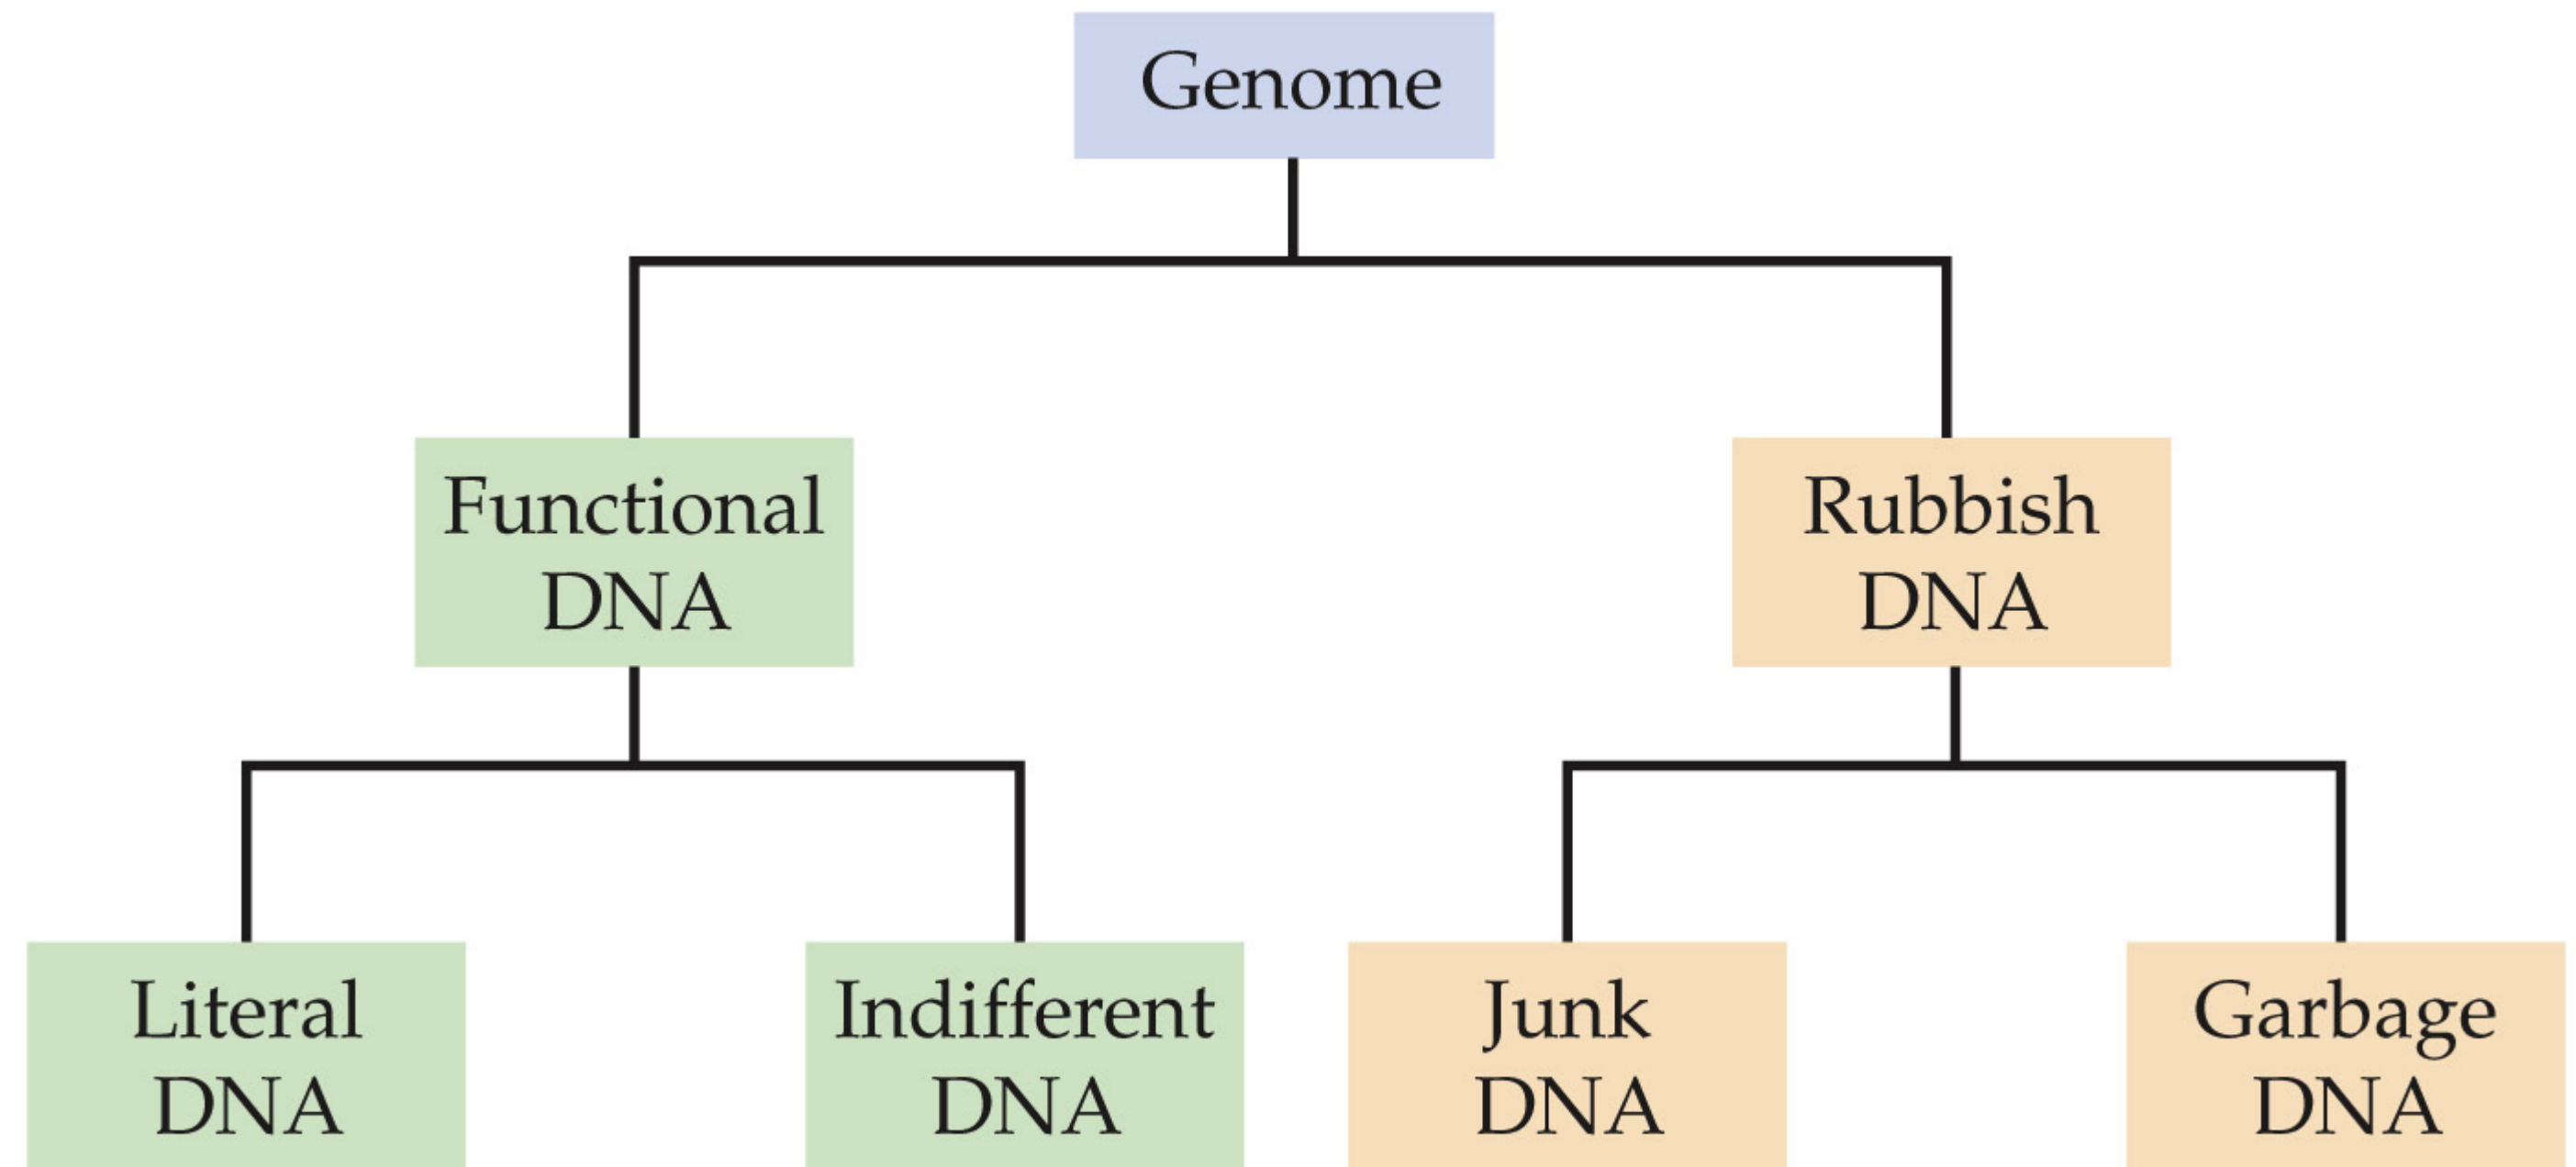 Genome
Functional
DNA
Rubbish
DNA
Literal
DNA
Indifferent
DNA
Junk
DNA
Garbage
DNA